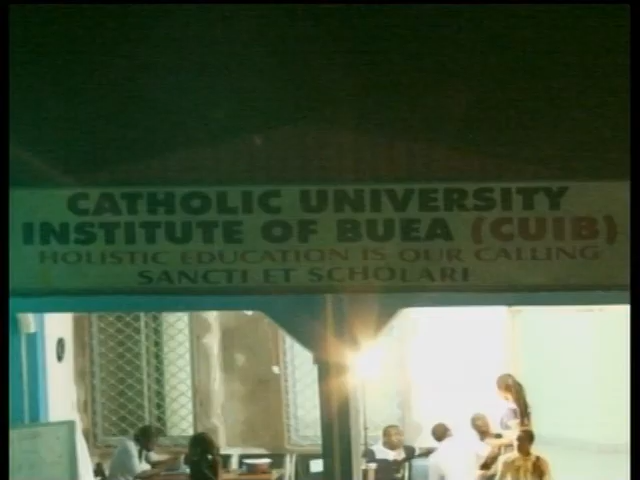 CATHOLIC UNIVERSITY
INSTITUTE OF BUEA (CUIB)
HOLISTIC EDUCATION IS OUR CALLING
SANCTI ET SCHOLARI